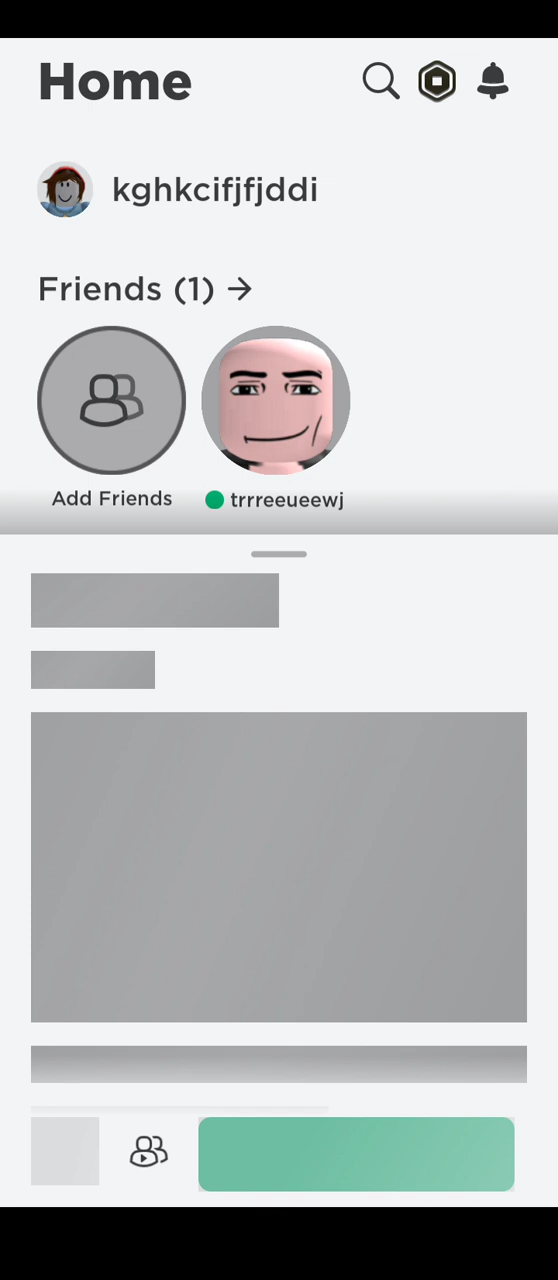 Home
kghkcifjfjddi
Friends (1) →
Add Friends
trrreeueewj